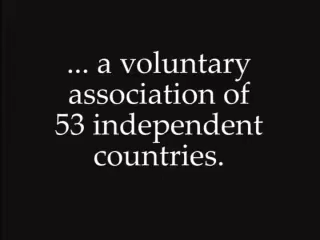 ... a voluntary
association of
53 independent
countries.